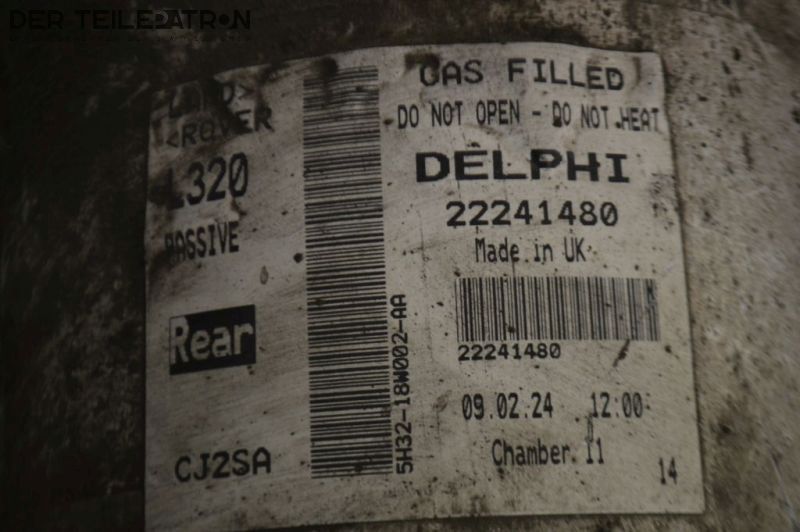 DER TEILEPATRON
LAND>
<ROVER
L320
PASSIVE
Rear
CJ2SA
5H32-18W002-AA
GAS FILLED
DO NOT OPEN - DO NOT HEAT
DELPHI
22241480
Made in UK
22241480
09.02.24 12:00
Chamber 11
14